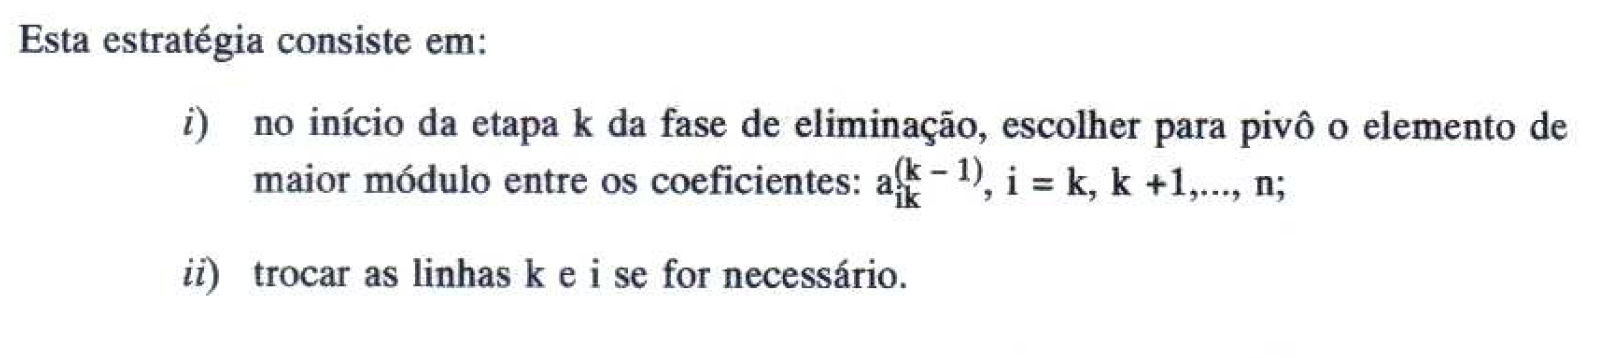 Esta estratégia consiste em:
i) no início da etapa k da fase de eliminação, escolher para pivô o elemento de
maior módulo entre os coeficientes: a_{ik}^{(k – 1)}, i = k, k +1,..., n;
ii) trocar as linhas k e i se for necessário.